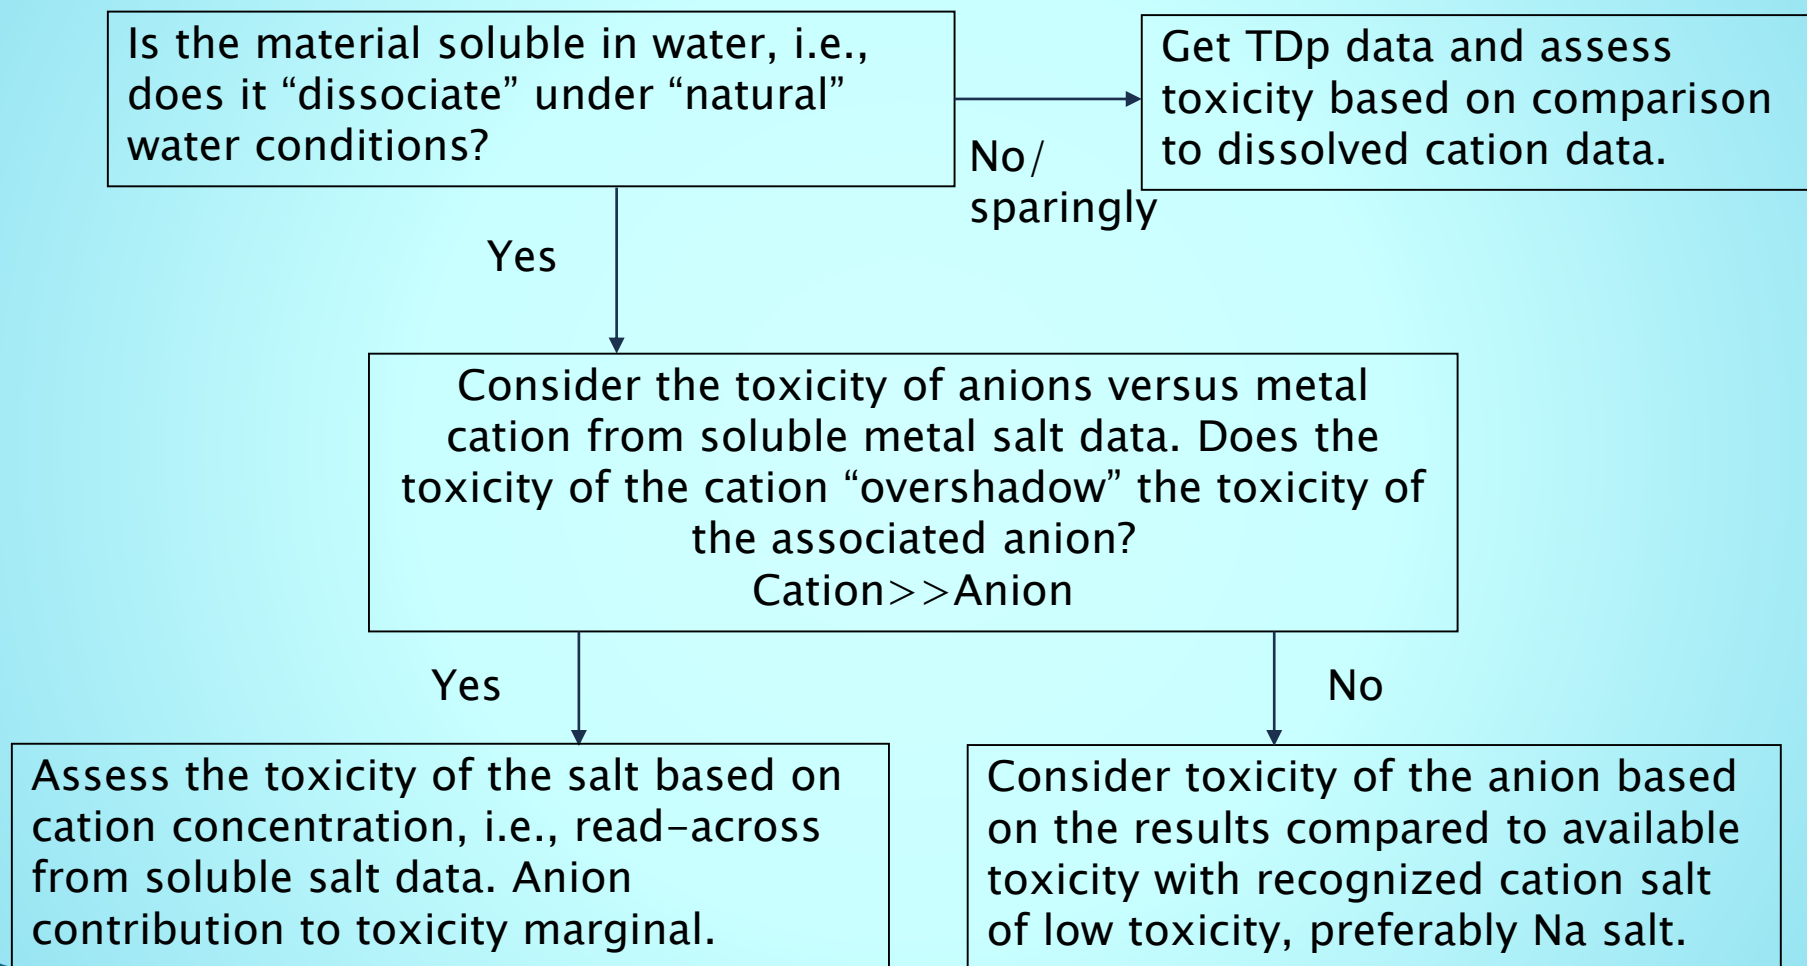 Is the material soluble in water, i.e.,
does it “dissociate” under “natural”
water conditions?
No/
sparingly
Get TDp data and assess
toxicity based on comparison
to dissolved cation data.
Yes
Consider the toxicity of anions versus metal
cation from soluble metal salt data. Does the
toxicity of the cation “overshadow” the toxicity of
the associated anion?
Cation>>Anion
Yes
No
Assess the toxicity of the salt based on
cation concentration, i.e., read-across
from soluble salt data. Anion
contribution to toxicity marginal.
Consider toxicity of the anion based
on the results compared to available
toxicity with recognized cation salt
of low toxicity, preferably Na salt.